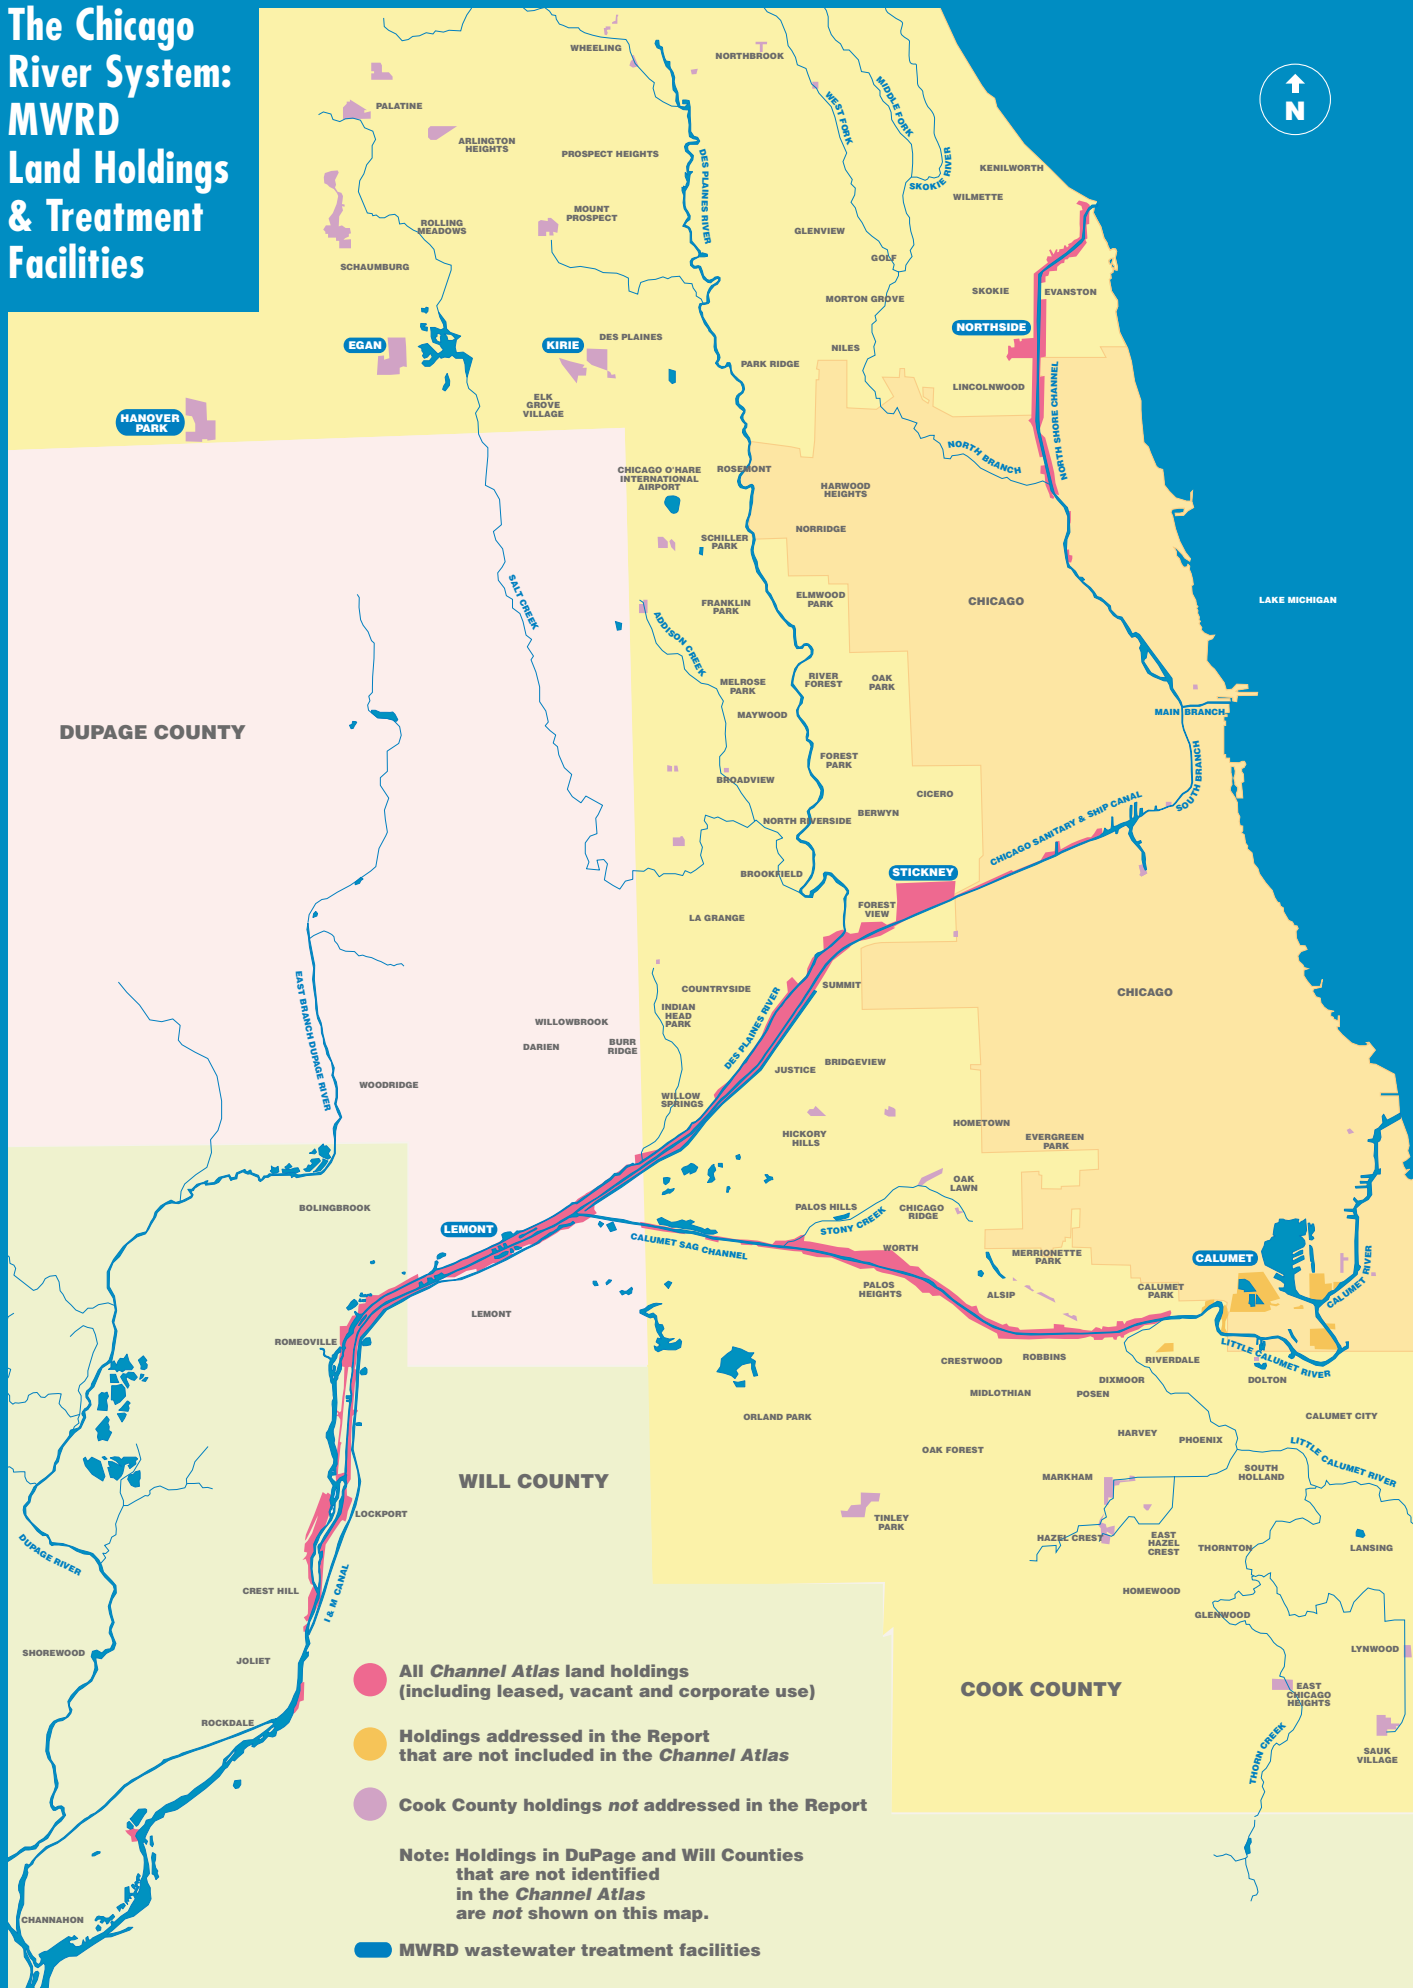 The Chicago
River System:
MWRD
Land Holdings
& Treatment
Facilities
N
WHEELING
NORTHBROOK
PALATINE
ARLINGTON
HEIGHTS
PROSPECT HEIGHTS
DES PLAINES RIVER
WEST FORK
MIDDLE FORK
SKOKIE RIVER
KENILWORTH
WILMETTE
MOUNT
PROSPECT
ROLLING
MEADOWS
GLENVIEW
GOLF
SCHAUMBURG
SKOKIE
EVANSTON
MORTON GROVE
NORTHSIDE
EGAN
KIRIE
DES PLAINES
NILES
PARK RIDGE
LINCOLNWOOD
NORTH SHORE CHANNEL
ELK
GROVE
VILLAGE
HANOVER
PARK
NORTH BRANCH
CHICAGO O'HARE
INTERNATIONAL
AIRPORT
ROSEMONT
HARWOOD
HEIGHTS
NORRIDGE
SCHILLER
PARK
SALT CREEK
FRANKLIN
PARK
ELMWOOD
PARK
CHICAGO
LAKE MICHIGAN
ADDISON CREEK
MELROSE
PARK
RIVER
FOREST
OAK
PARK
MAYWOOD
MAIN BRANCH
DUPAGE COUNTY
FOREST
PARK
SOUTH BRANCH
BROADVIEW
CICERO
BERWYN
NORTH RIVERSIDE
CHICAGO SANITARY & SHIP CANAL
BROOKFIELD
STICKNEY
FOREST
VIEW
LA GRANGE
EAST BRANCH DUPAGE RIVER
COUNTRYSIDE
SUMMIT
CHICAGO
INDIAN
HEAD
PARK
WILLOWBROOK
DARIEN
BURR
RIDGE
DES PLAINES RIVER
JUSTICE
BRIDGEVIEW
WOODRIDGE
WILLOW
SPRINGS
HICKORY
HILLS
HOMETOWN
EVERGREEN
PARK
OAK
LAWN
BOLINGBROOK
PALOS HILLS
CHICAGO
RIDGE
STONY CREEK
LEMONT
CALUMET SAG CHANNEL
WORTH
MERRIONETTE
PARK
CALUMET
CALUMET RIVER
PALOS
HEIGHTS
ALSIP
CALUMET
PARK
LEMONT
ROMEOVILLE
LITTLE CALUMET RIVER
CRESTWOOD
ROBBINS
RIVERDALE
DIXMOOR
DOLTON
MIDLOTHIAN
POSEN
ORLAND PARK
CALUMET CITY
HARVEY
PHOENIX
OAK FOREST
LITTLE CALUMET RIVER
SOUTH
HOLLAND
MARKHAM
WILL COUNTY
LOCKPORT
TINLEY
PARK
HAZEL CREST
EAST
HAZEL
CREST
THORNTON
LANSING
DUPAGE RIVER
I & M CANAL
CREST HILL
HOMEWOOD
GLENWOOD
SHOREWOOD
JOLIET
LYNWOOD
All Channel Atlas land holdings
(including leased, vacant and corporate use)
COOK COUNTY
EAST
CHICAGO
HEIGHTS
ROCKDALE
Holdings addressed in the Report
that are not included in the Channel Atlas
THORN CREEK
SAUK
VILLAGE
Cook County holdings not addressed in the Report
Note: Holdings in DuPage and Will Counties
that are not identified
in the Channel Atlas
are not shown on this map.
CHANNAHON
MWRD wastewater treatment facilities